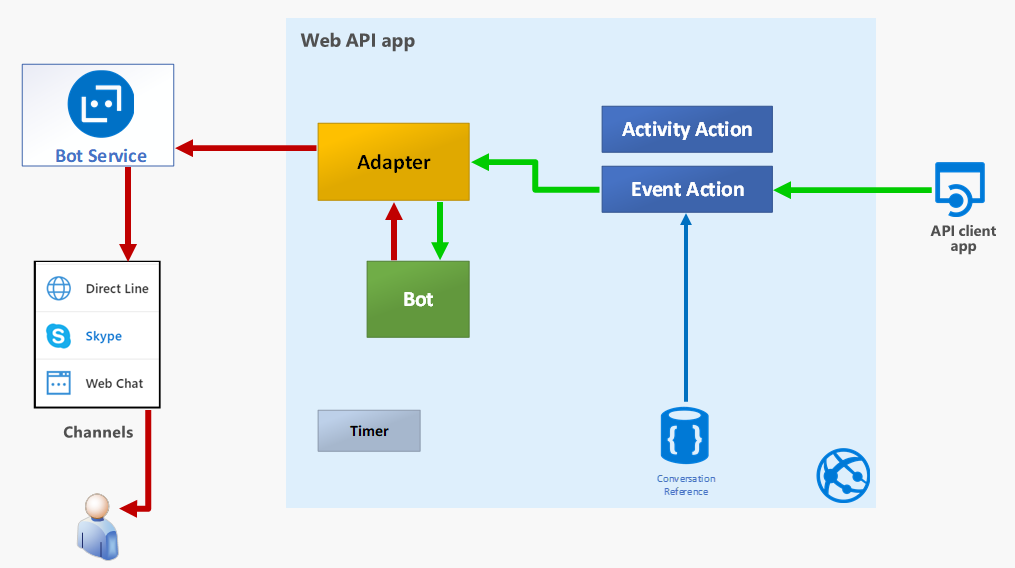 Web API app
Bot Service
Adapter
Activity Action
Event Action
API client
app
Bot
Direct Line
Skype
Web Chat
Channels
Timer
Conversation
Reference